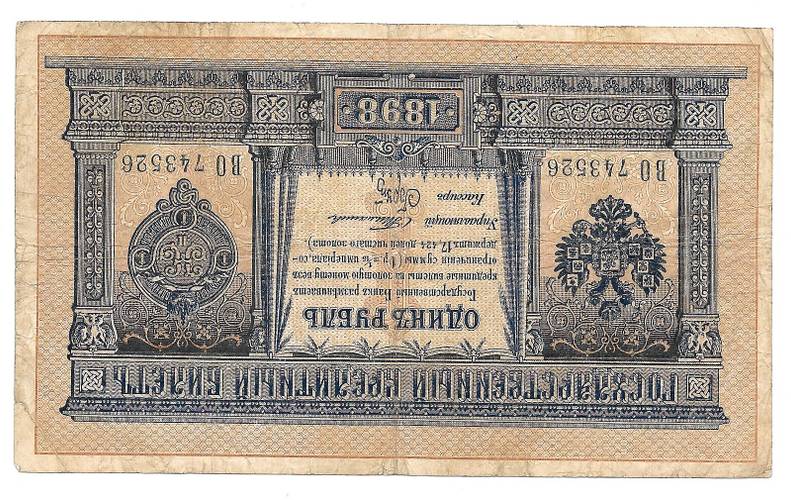 ГОСУДАРСТВЕННЫЙ КРЕДИТНЫЙ БИЛЕТЪ
ОДИНЪ РУБЛЬ
Государственный Банкъ размѣниваетъ
кредитные билеты на золотую монету безъ
ограниченія суммы (1 р.=1/15 имперіала, со-
держитъ 17,424 долей чистаго золота).
Управляющій
Кассиръ
ВО 743526
ВО 743526
1898